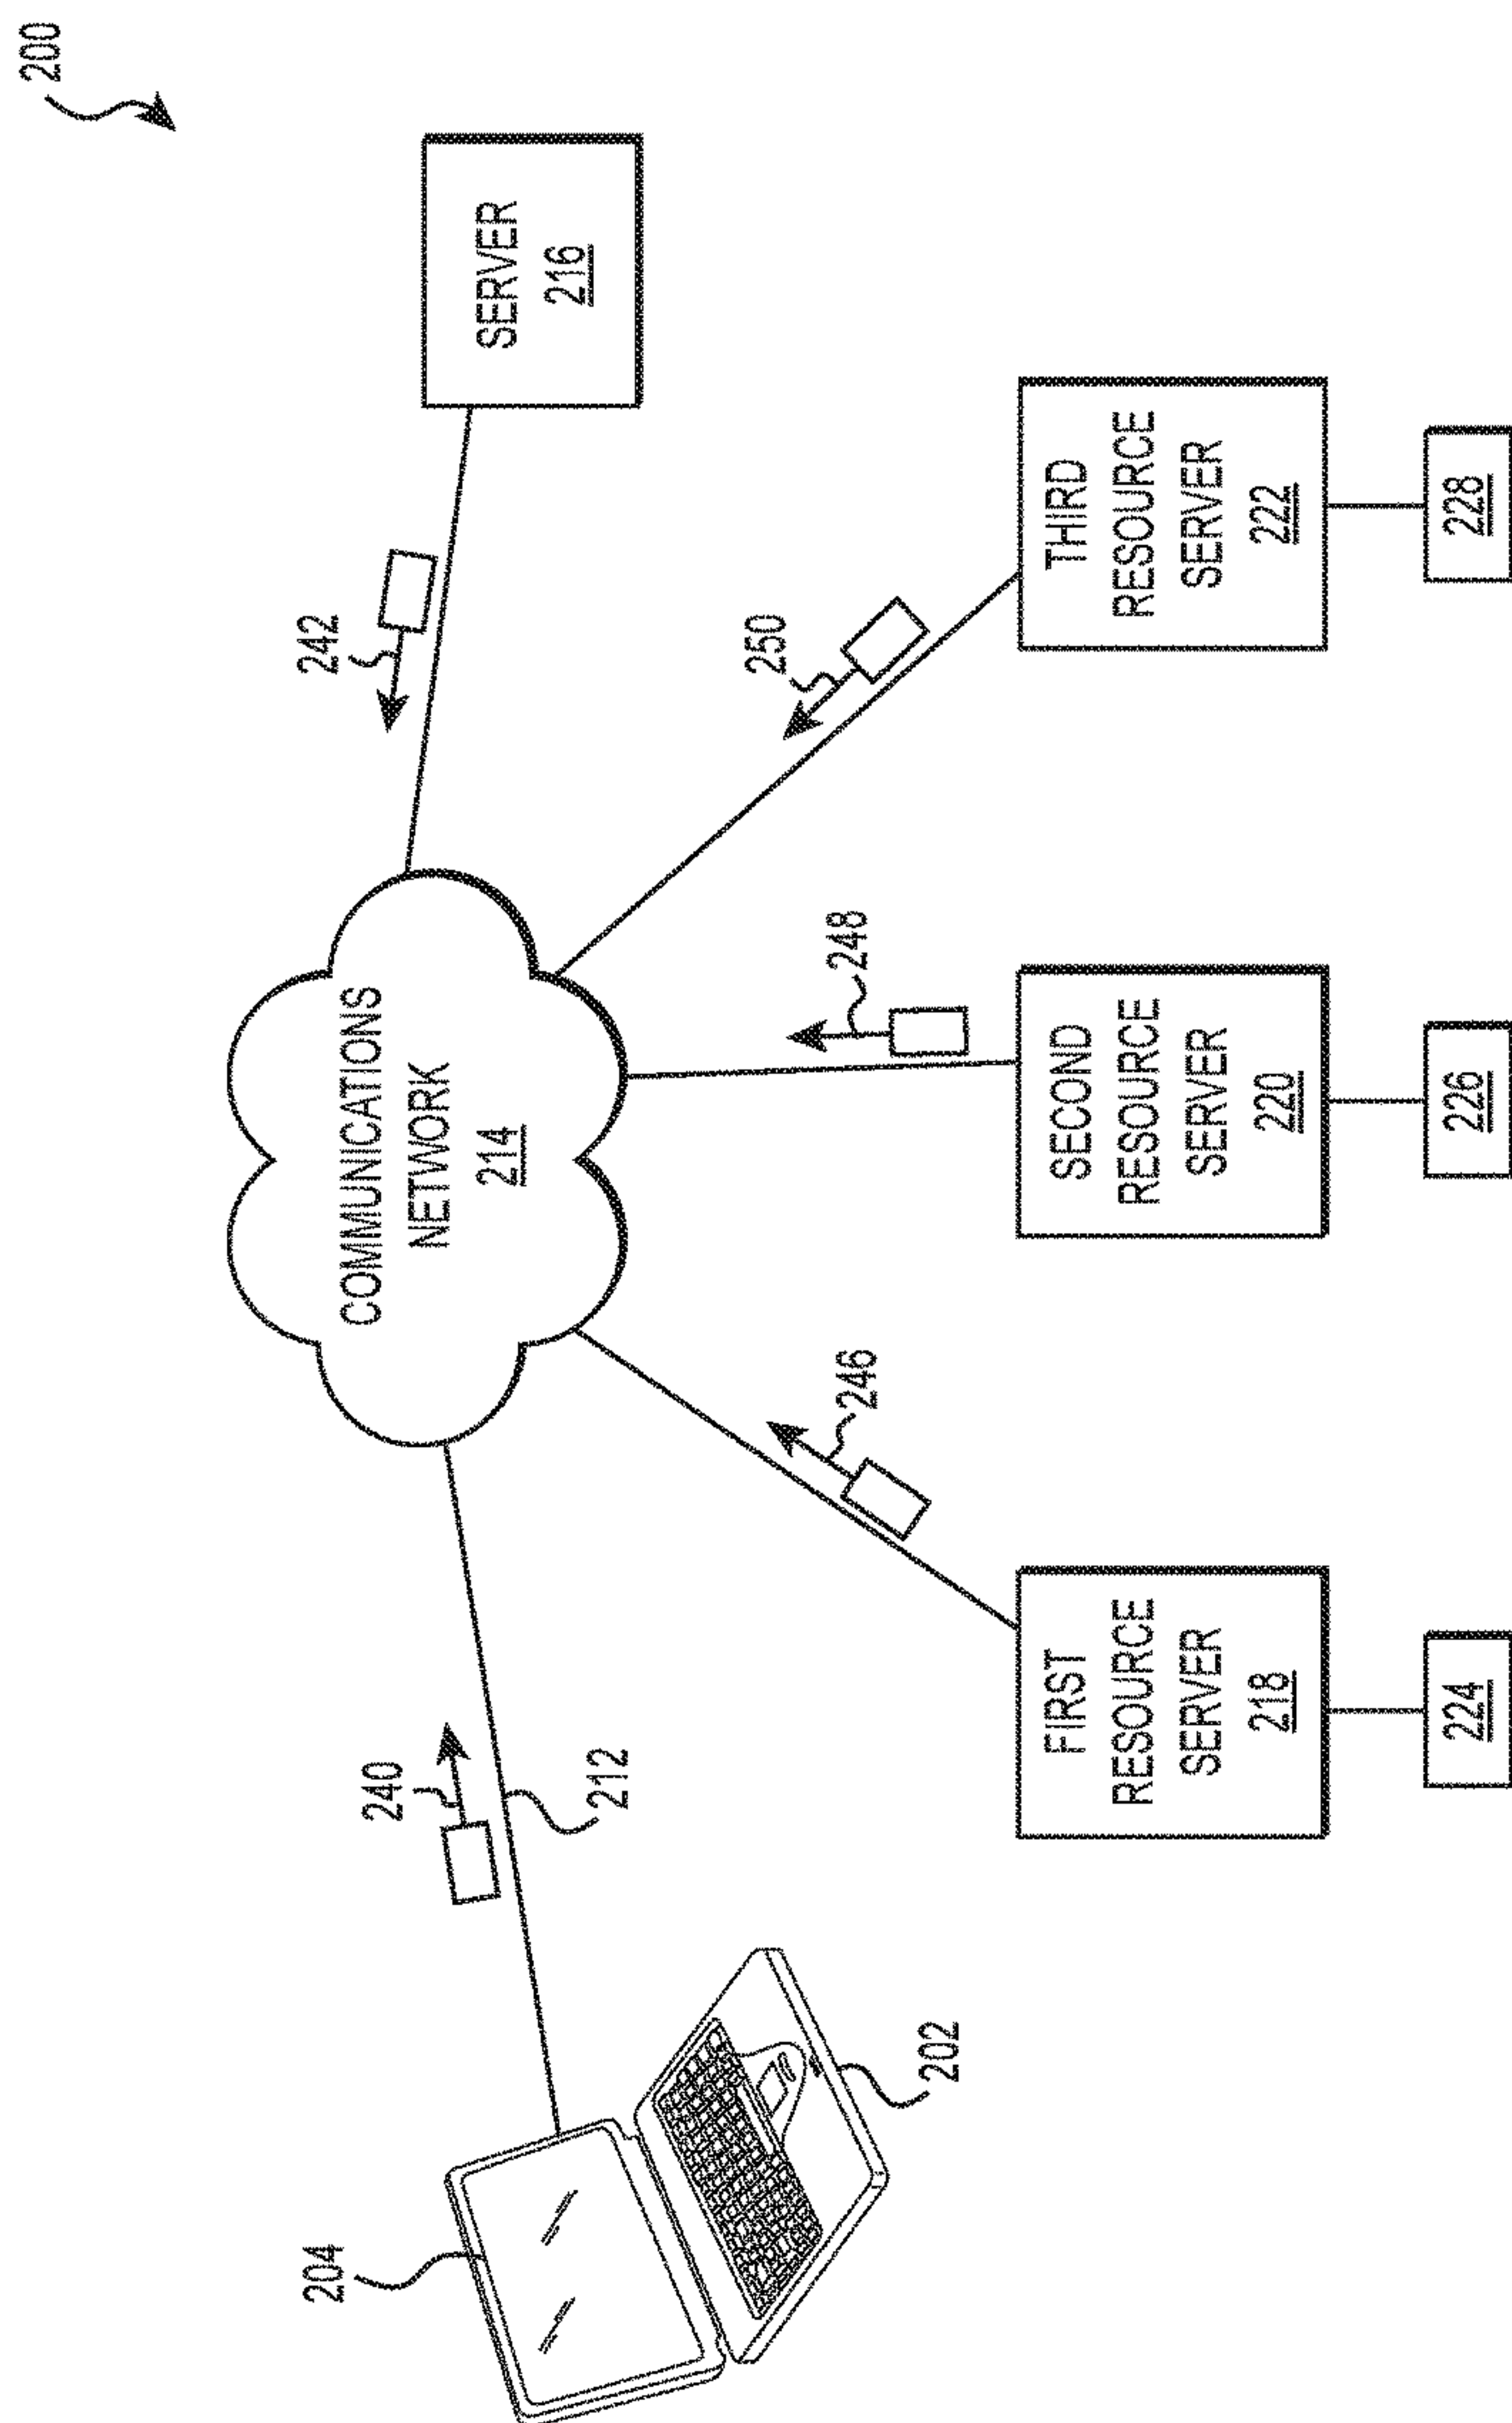 200
204
202
240
212
COMMUNICATIONS
NETWORK
214
242
SERVER
216
246
248
250
FIRST
RESOURCE
SERVER
218
SECOND
RESOURCE
SERVER
220
THIRD
RESOURCE
SERVER
222
224
226
228